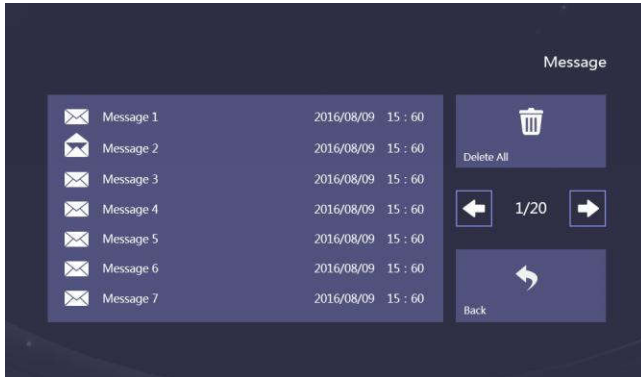 Message
Message 1 2016/08/09 15 : 60
Message 2 2016/08/09 15 : 60
Message 3 2016/08/09 15 : 60
Message 4 2016/08/09 15 : 60
Message 5 2016/08/09 15 : 60
Message 6 2016/08/09 15 : 60
Message 7 2016/08/09 15 : 60
Delete All
1/20
Back